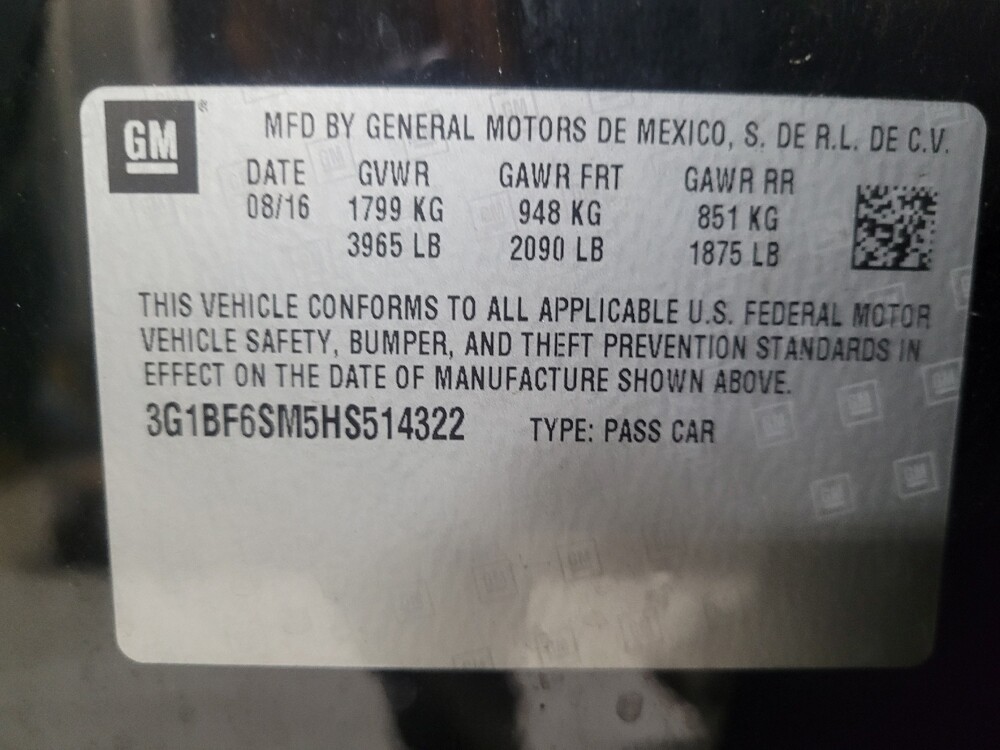 GM®
MFD BY GENERAL MOTORS DE MEXICO, S. DE R.L. DE C.V.
DATE GVWR GAWR FRT GAWR RR
08/16 1799 KG 948 KG 851 KG
3965 LB 2090 LB 1875 LB
THIS VEHICLE CONFORMS TO ALL APPLICABLE U.S. FEDERAL MOTOR
VEHICLE SAFETY, BUMPER, AND THEFT PREVENTION STANDARDS IN
EFFECT ON THE DATE OF MANUFACTURE SHOWN ABOVE.
3G1BF6SM5HS514322 TYPE: PASS CAR